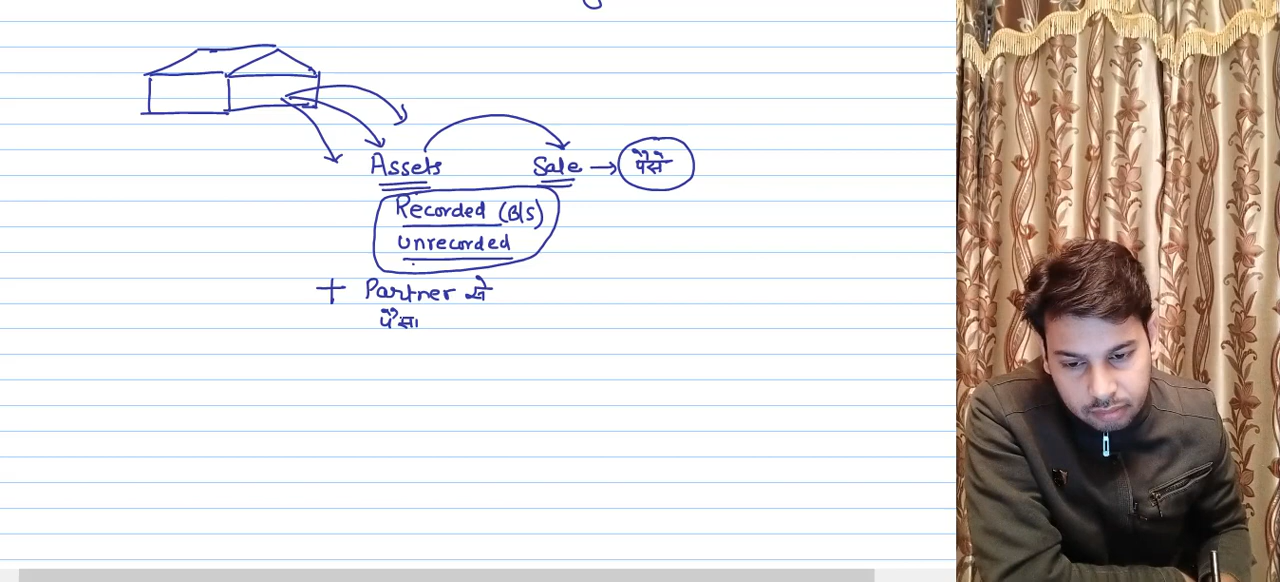 Assets Sale → पैसे
Recorded (B/S)
unrecorded
+ Partner से
पैसा